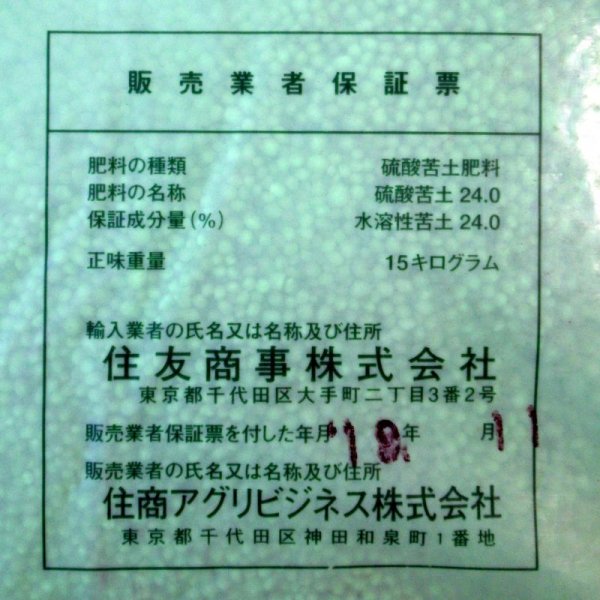 販売業者保証票
肥料の種類 硫酸苦土肥料
肥料の名称 硫酸苦土 24.0
保証成分量(%) 水溶性苦土 24.0
正味重量 15キログラム
輸入業者の氏名又は名称及び住所
住友商事株式会社
東京都千代田区大手町二丁目3番2号
販売業者保証票を付した年月 年 月 11
販売業者の氏名又は名称及び住所
住商アグリビジネス株式会社
東京都千代田区神田和泉町1番地